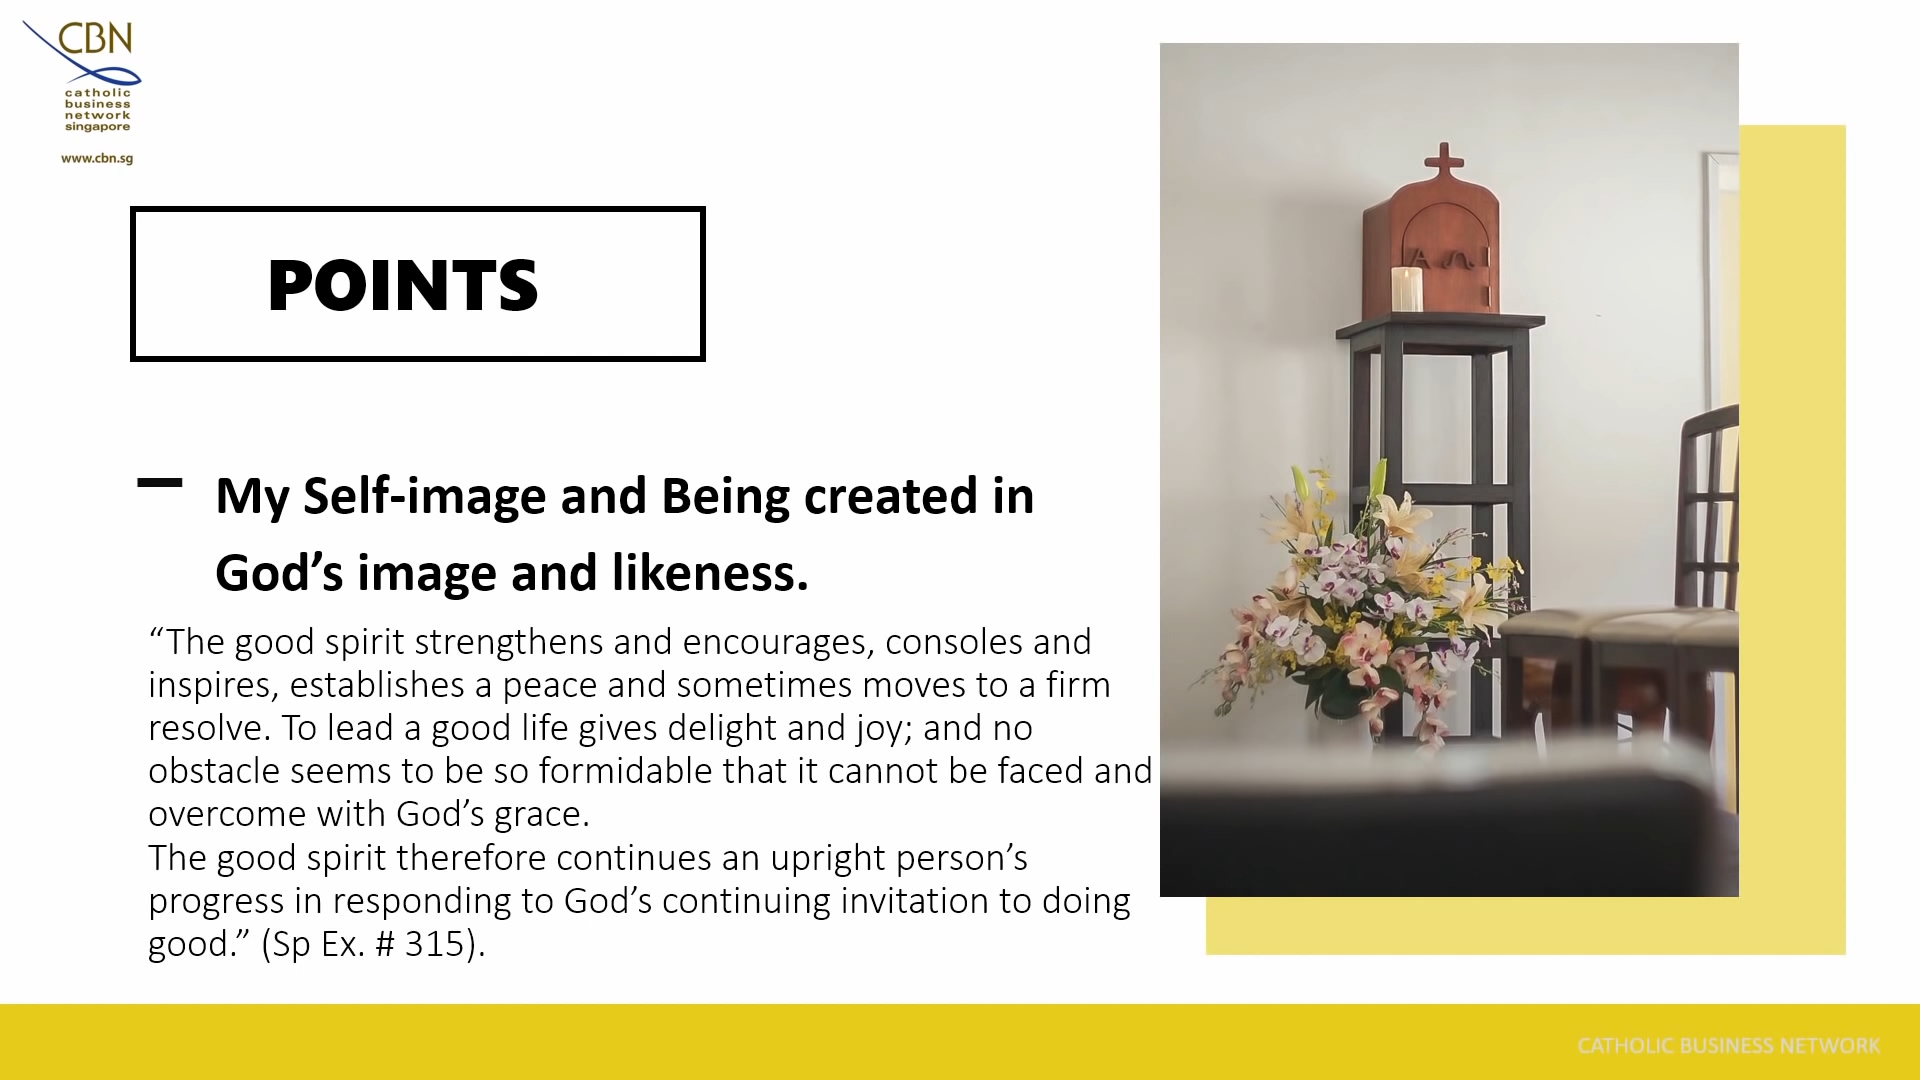 CBN
catholic
business
network
singapore
www.cbn.sg
POINTS
– My Self-image and Being created in
God’s image and likeness.
“The good spirit strengthens and encourages, consoles and
inspires, establishes a peace and sometimes moves to a firm
resolve. To lead a good life gives delight and joy; and no
obstacle seems to be so formidable that it cannot be faced and
overcome with God’s grace.
The good spirit therefore continues an upright person’s
progress in responding to God’s continuing invitation to doing
good.” (Sp Ex. # 315).
CATHOLIC BUSINESS NETWORK